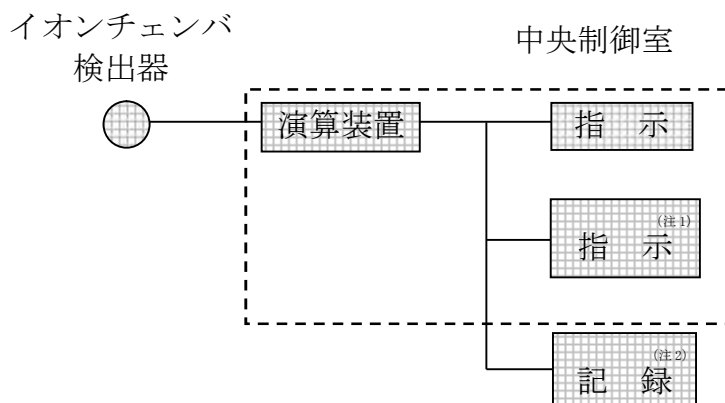 イオンチェンバ
検出器
中央制御室
演算装置
指　示
(注1)
指　示
(注2)
記　録